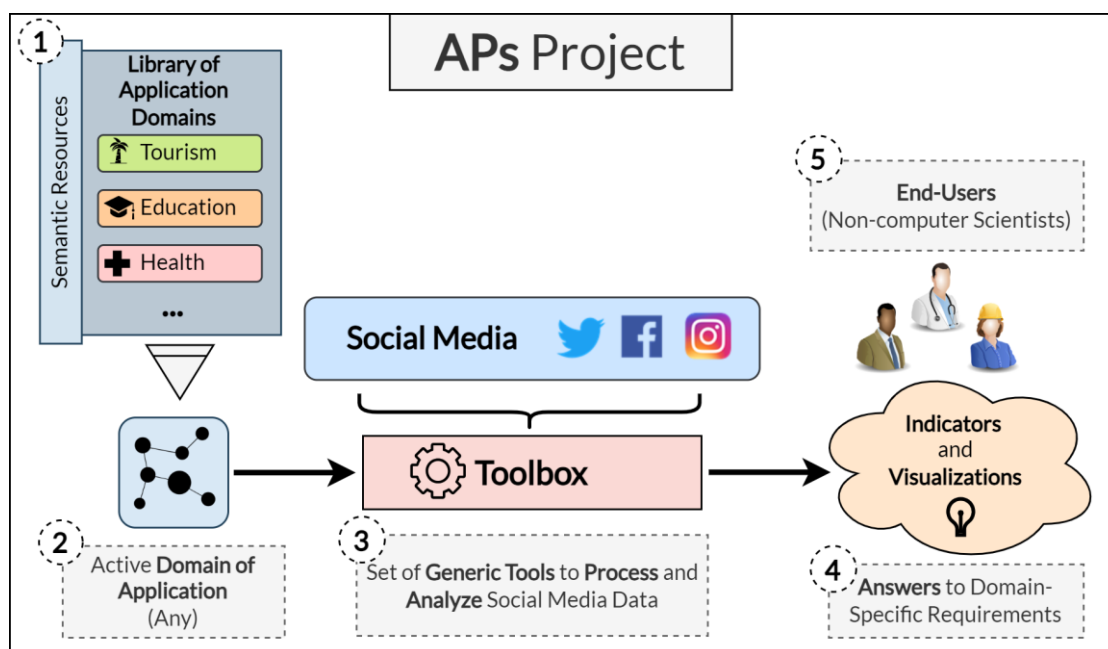 APs Project
1
Semantic Resources
Library of
Application
Domains
Tourism
Education
Health
...
2
Active Domain of
Application
(Any)
Social Media
Toolbox
3
Set of Generic Tools to Process and
Analyze Social Media Data
5
End-Users
(Non-computer Scientists)
Indicators
and
Visualizations
4
Answers to Domain-
Specific Requirements